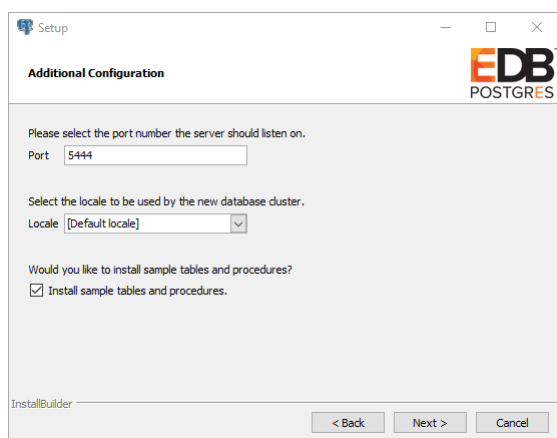 Setup
Additional Configuration
EDB
POSTGRES
Please select the port number the server should listen on.
Port 5444
Select the locale to be used by the new database cluster.
Locale [Default locale]
Would you like to install sample tables and procedures?
Install sample tables and procedures.
InstallBuilder
< Back Next > Cancel